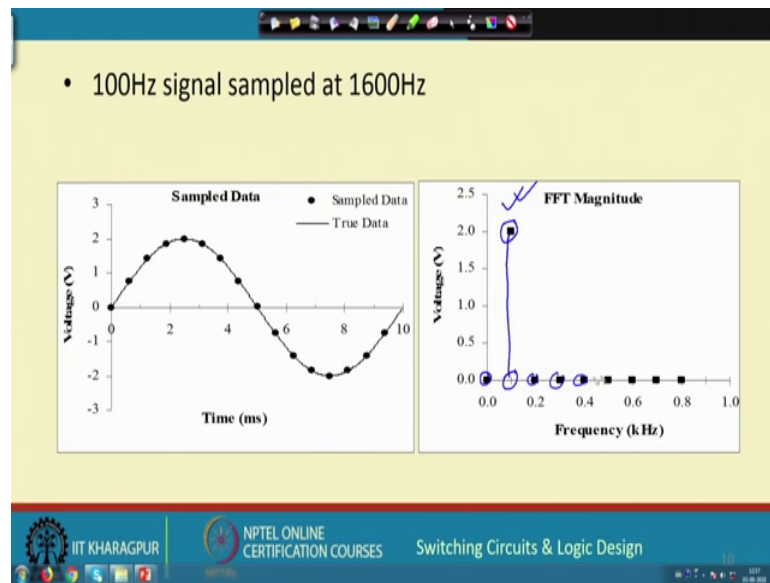 • 100Hz signal sampled at 1600Hz
Sampled Data
• Sampled Data
True Data
3
2
1
0
-1
-2
-3
0 2 4 6 8 10
Voltage (V)
Time (ms)
FFT Magnitude
2.5
2.0
1.5
1.0
0.5
0.0
0.0 0.2 0.4 0.6 0.8 1.0
Voltage (V)
Frequency (kHz)
IIT KHARAGPUR
NPTEL ONLINE
CERTIFICATION COURSES
Switching Circuits & Logic Design
10